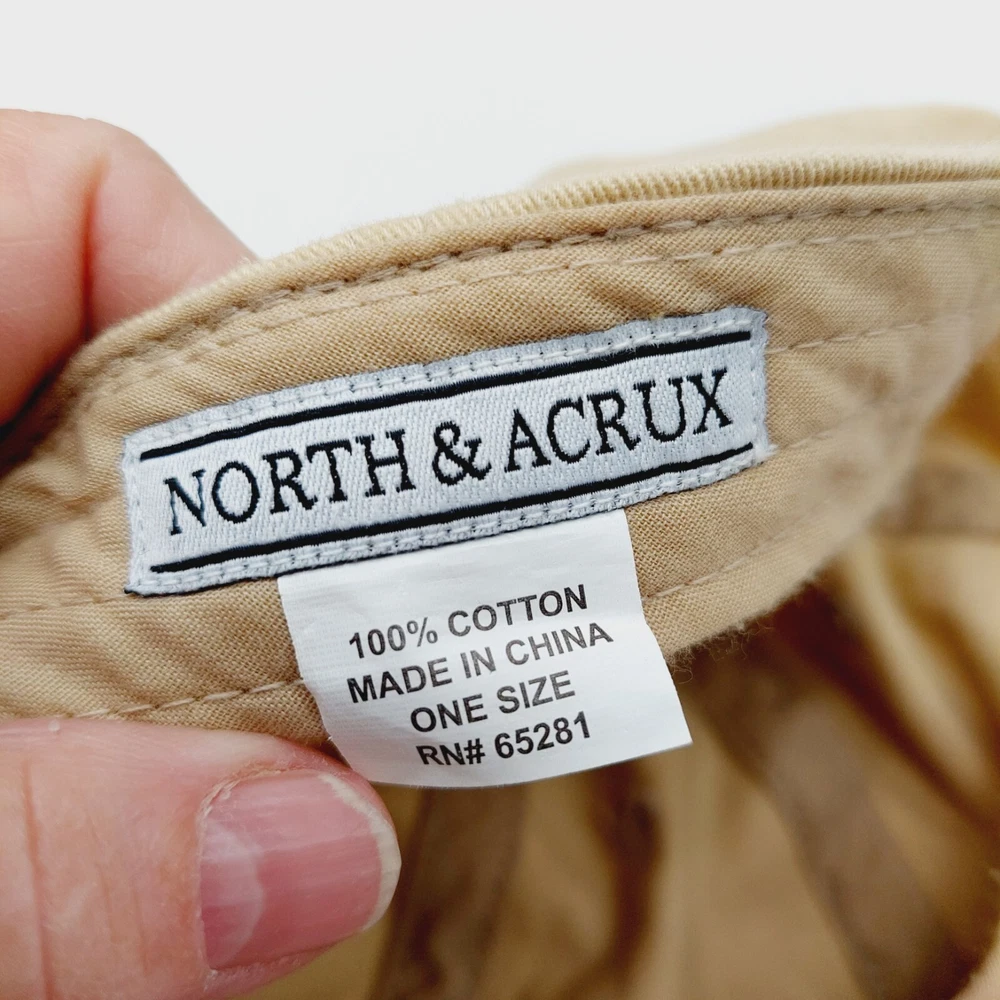 NORTH & ACRUX
100% COTTON
MADE IN CHINA
ONE SIZE
RN# 65281